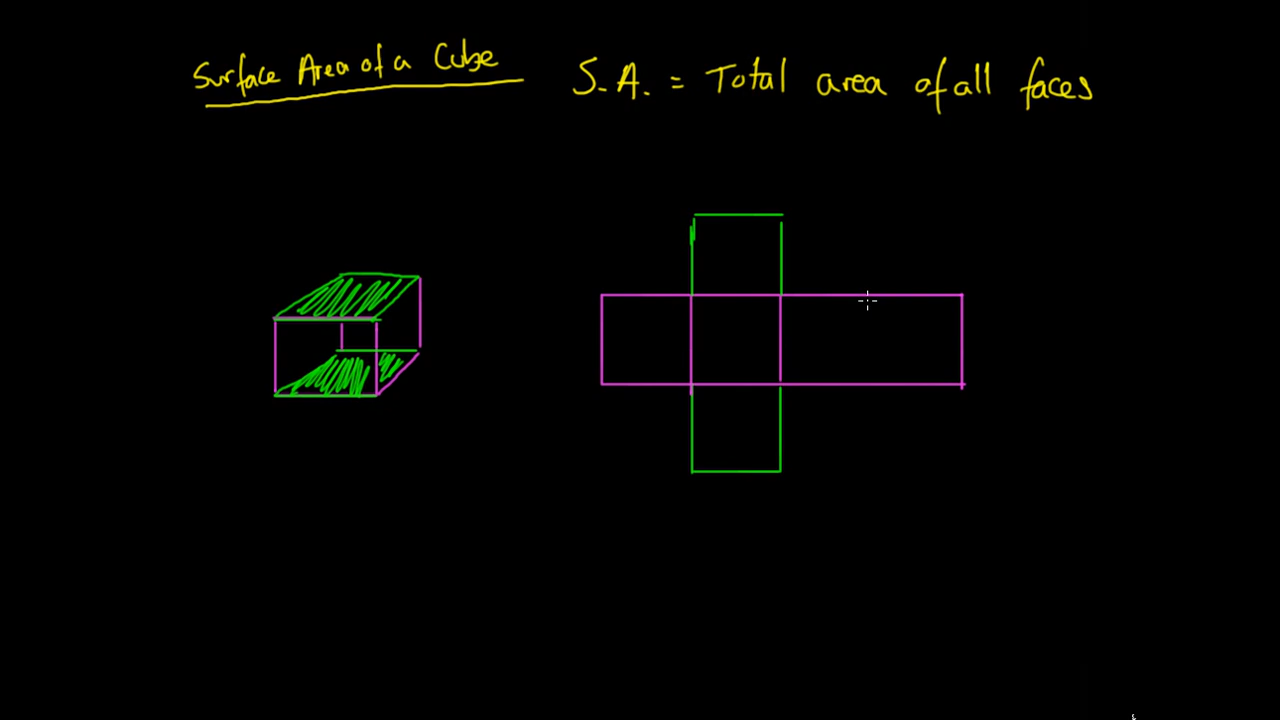 Surface Area of a Cube
S.A. = Total area of all faces